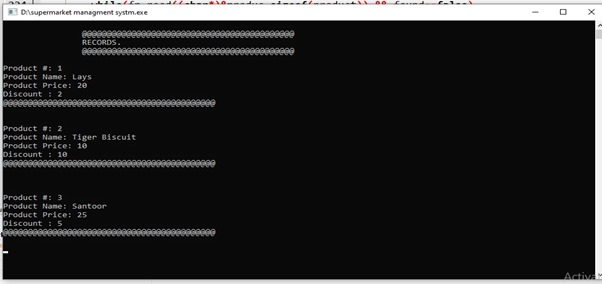 D:\supermarket managment systm.exe
@@@@@@@@@@@@@@@@@@@@@@@@@@@@@@@@@@@@@@@@@@@
RECORDS.
@@@@@@@@@@@@@@@@@@@@@@@@@@@@@@@@@@@@@@@@@@@
Product #: 1
Product Name: Lays
Product Price: 20
Discount : 2
@@@@@@@@@@@@@@@@@@@@@@@@@@@@@@@@@@@@@@@@@@@
Product #: 2
Product Name: Tiger Biscuit
Product Price: 10
Discount : 10
@@@@@@@@@@@@@@@@@@@@@@@@@@@@@@@@@@@@@@@@@@@
Product #: 3
Product Name: Santoor
Product Price: 25
Discount : 5
@@@@@@@@@@@@@@@@@@@@@@@@@@@@@@@@@@@@@@@@@@@
Activa